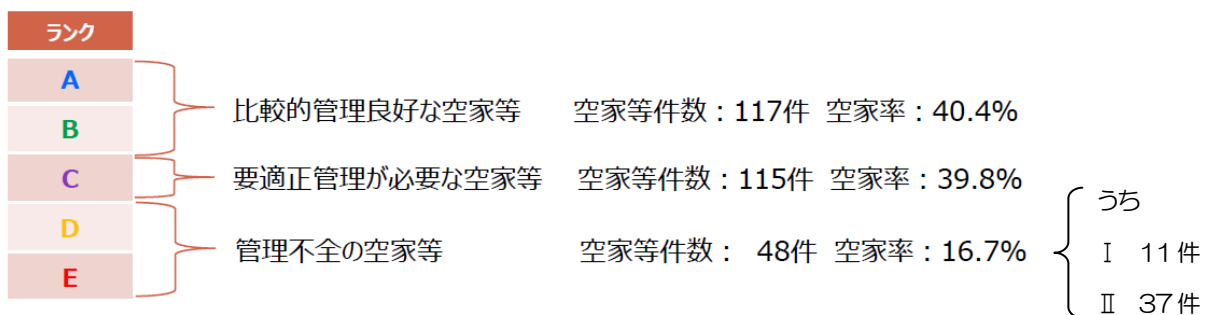 ランク
A
B
比較的管理良好な空家等 空家等件数：117件 空家率：40.4%
C
要適正管理が必要な空家等 空家等件数：115件 空家率：39.8%
D
E
管理不全の空家等 空家等件数： 48件 空家率：16.7%
うち
Ⅰ 11件
Ⅱ 37件